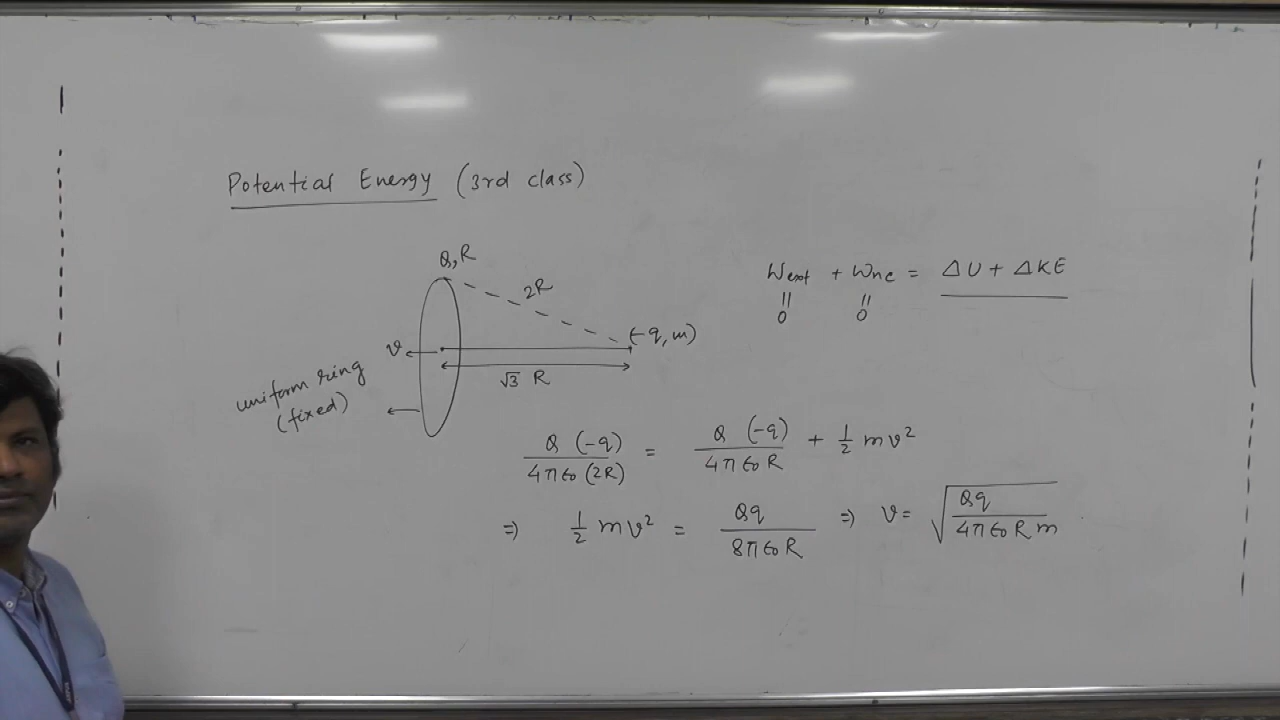 Potential Energy (3rd class)
Q, R
2R
(-q, m)
v
√3 R
uniform ring
(fixed)
Wext + Wnc = ΔU + ΔKE
|| ||
0 0
Q (-q) / 4π ε0 (2R) = Q (-q) / 4π ε0 R + 1/2 m v²
⇒ 1/2 m v² = Qq / 8π ε0 R ⇒ v = √(Qq / 4π ε0 R m)